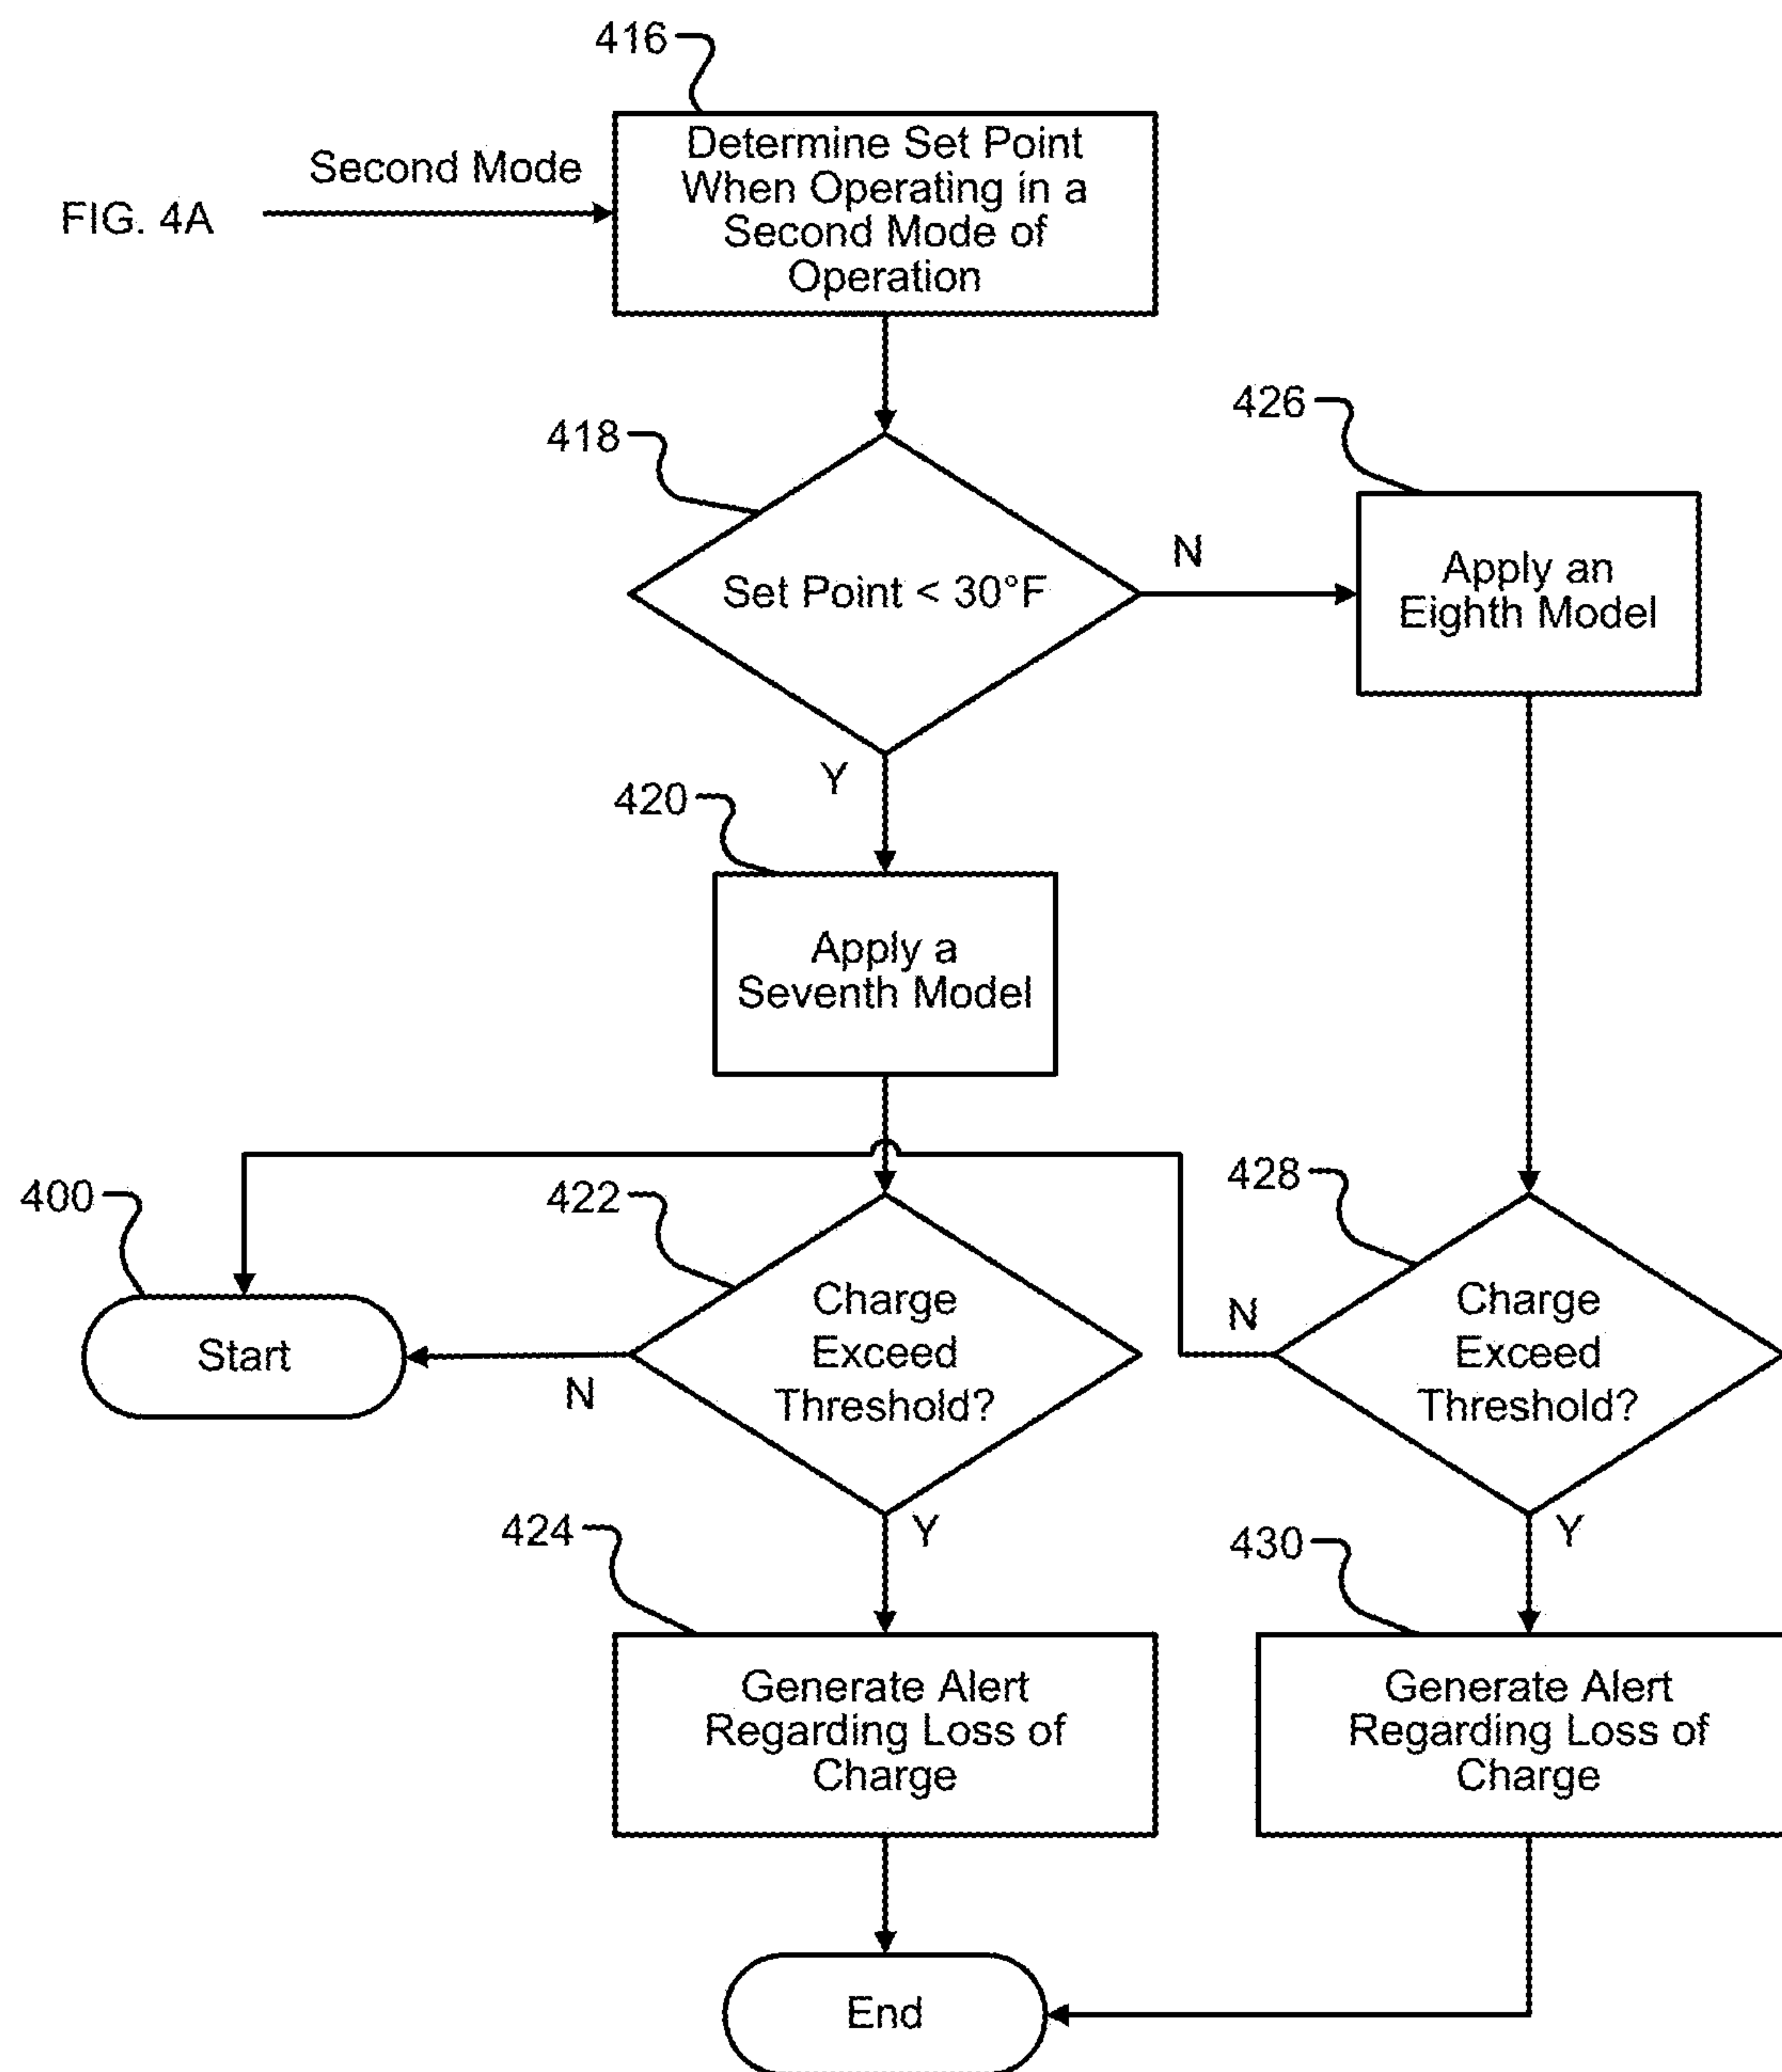 416
Determine Set Point
When Operating in a
Second Mode of
Operation
Second Mode
FIG. 4A
418
Set Point < 30°F
N
Y
426
Apply an
Eighth Model
420
Apply a
Seventh Model
400
Start
422
Charge
Exceed
Threshold?
N
Y
428
Charge
Exceed
Threshold?
N
Y
424
Generate Alert
Regarding Loss of
Charge
430
Generate Alert
Regarding Loss of
Charge
End